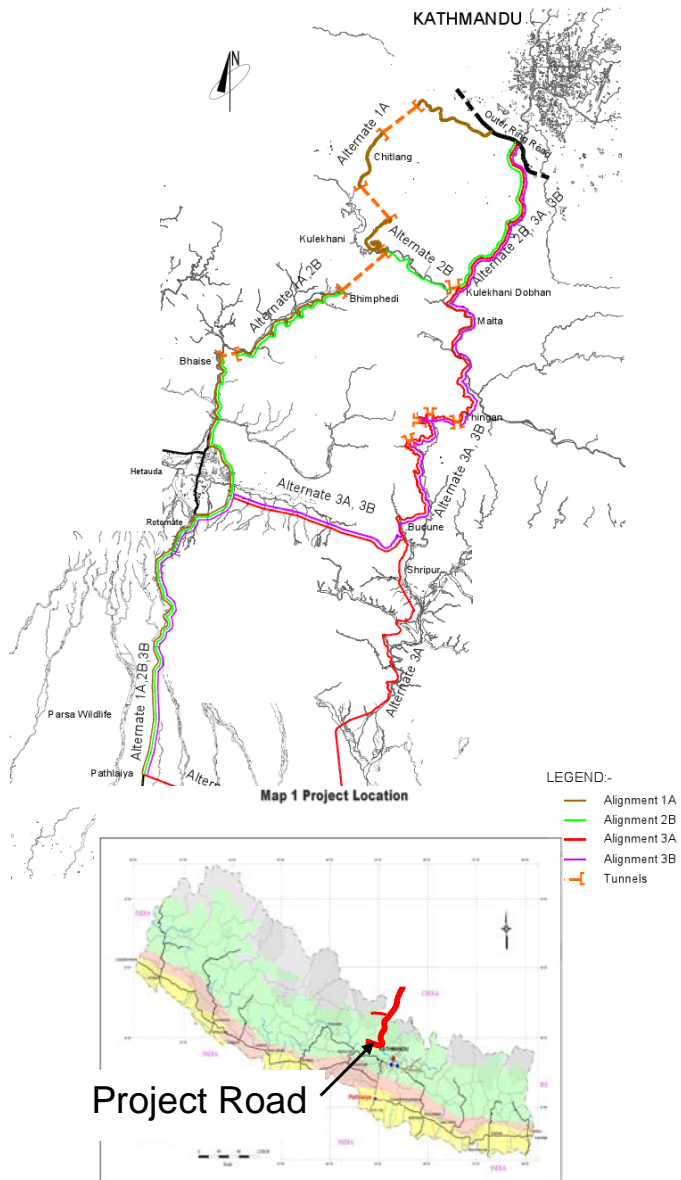 KATHMANDU
N
Outer Ring Road
Alternate 1A
Chitlang
Alternate 2B, 3A, 3B
Kulekhani
Alternate 2B
Kulekhani Dobhan
Alternate 1A,2B
Bhimphedi
Malta
Bhaise
Thingan
Alternate 3A, 3B
Hetauda
Alternate 3A, 3B
Rotomate
Budune
Shripur
Alternate 3A
Alternate 1A,2B,3B
Parsa Wildlife
Pathlaiya
Map 1 Project Location
LEGEND:-
Alignment 1A
Alignment 2B
Alignment 3A
Alignment 3B
Tunnels
INDIA
CHINA
INDIA
KATHMANDU
Project Road
Pathlaiya
INDIA
INDIA